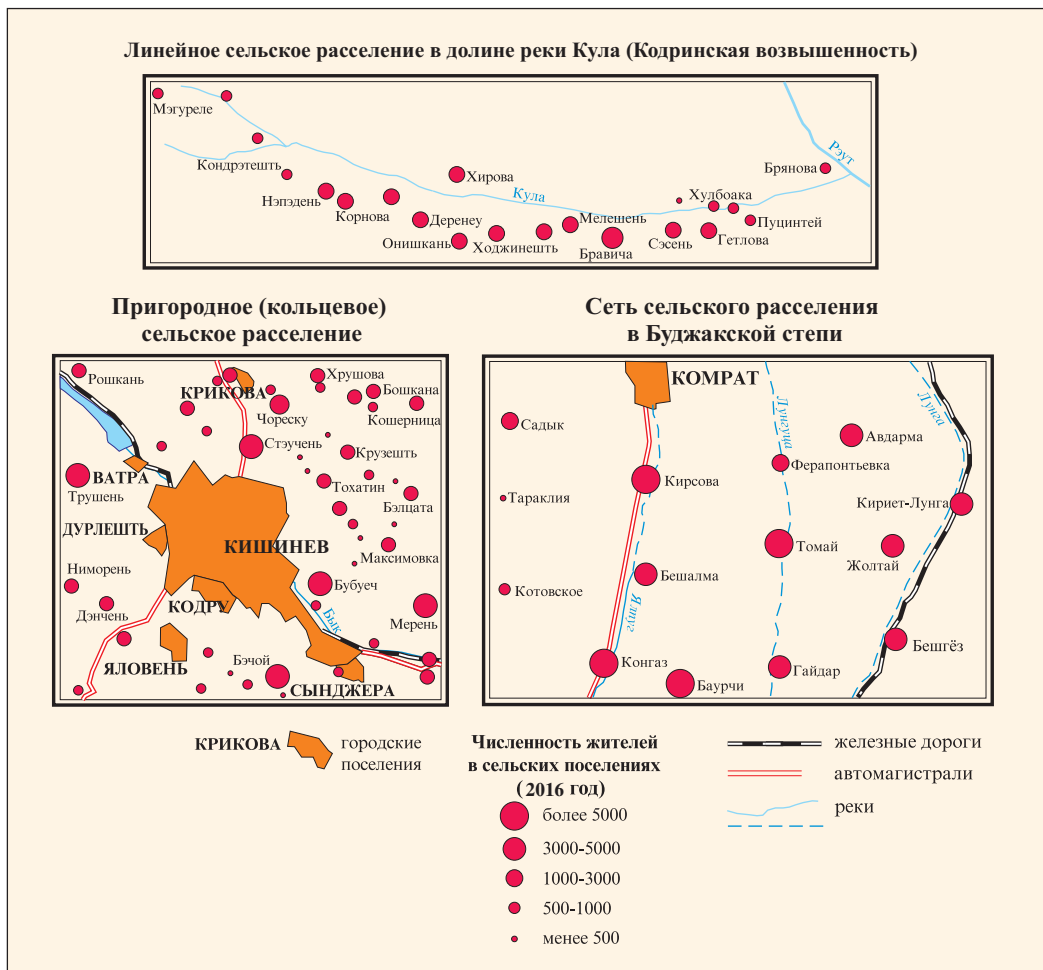 Линейное сельское расселение в долине реки Кула (Кодринская возвышенность)
Мэгуреле
Кондрэтешть
Нэпэдень
Корнова
Хирова
Деренеу
Онишкань
Ходжинешть
Кула
Мелешень
Бравича
Сэсень
Хулбоака
Гетлова
Пуцинтей
Брянова
Рэут
Пригородное (кольцевое)
сельское расселение
Рошкань
КРИКОВА
Хрушова
Бошкана
Чореску
Кошерница
Стэучень
Крузешть
ВАТРА
Трушень
Тохатин
Бэлцата
ДУРЛЕШТЬ
КИШИНЕВ
Максимовка
Ниморень
Бубуеч
Дэнчень
КОДРУ
Бык
Мерень
ЯЛОВЕНЬ
Бэчой
СЫНДЖЕРА
Сеть сельского расселения
в Буджакской степи
КОМРАТ
Лунгуца
Лунга
Садык
Авдарма
Ферапонтьевка
Кирсова
Тараклия
Кириет-Лунга
Томай
Жолтай
Бешалма
Котовское
Ялпуг
Бешгёз
Конгаз
Гайдар
Баурчи
КРИКОВА
городские
поселения
Численность жителей
в сельских поселениях
(2016 год)
более 5000
3000-5000
1000-3000
500-1000
менее 500
железные дороги
автомагистрали
реки